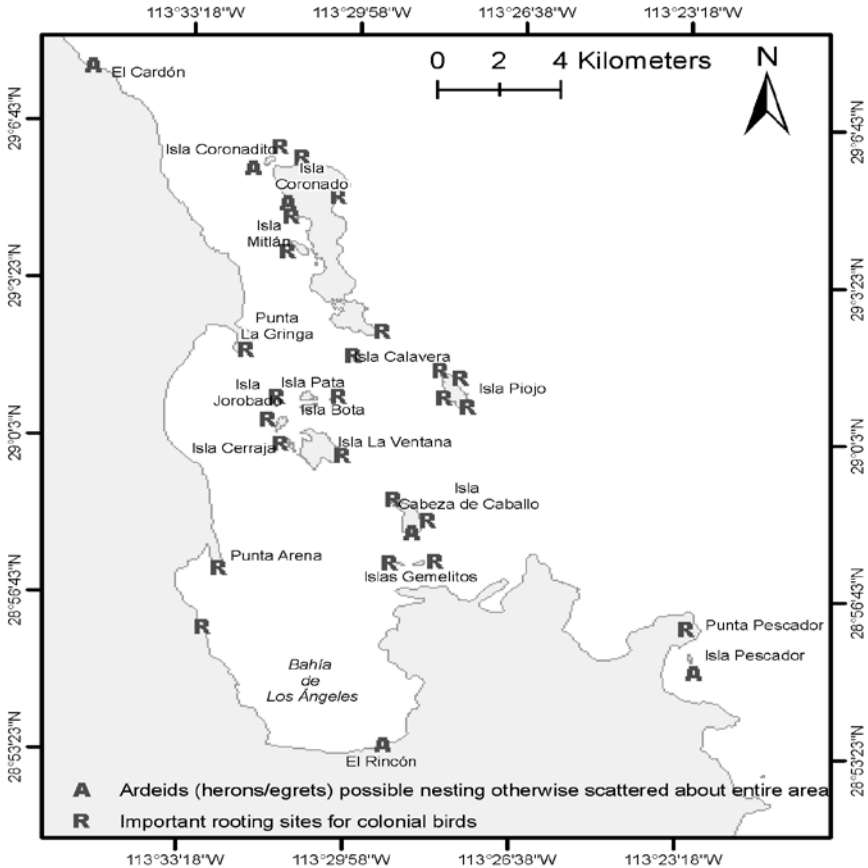 113°33'18"W 113°29'58"W 113°26'38"W 113°23'18"W
0 2 4 Kilometers
N
A El Cardón
29°6'43"N 29°6'43"N
R
Isla Coronadito R
A Isla
Coronado R
A
R
Isla
Mitlán
R
29°3'23"N 29°3'23"N
Punta
La Gringa
R
R
R Isla Calavera
R R
Isla Piojo
R R
Isla
Jorobado
R Isla Pata R
R Isla Bota
29°0'3"N 29°0'3"N
Isla Cerraja R Isla La Ventana
R
R Isla
Cabeza de Caballo
R
A
Punta Arena
R
R R
Islas Gemelitos
28°56'43"N 28°56'43"N
R
R Punta Pescador
Isla Pescador
A
Bahía
de
Los Ángeles
28°53'23"N 28°53'23"N
A
El Rincón
A Ardeids (herons/egrets) possible nesting otherwise scattered about entire area
R Important rooting sites for colonial birds
113°33'18"W 113°29'58"W 113°26'38"W 113°23'18"W